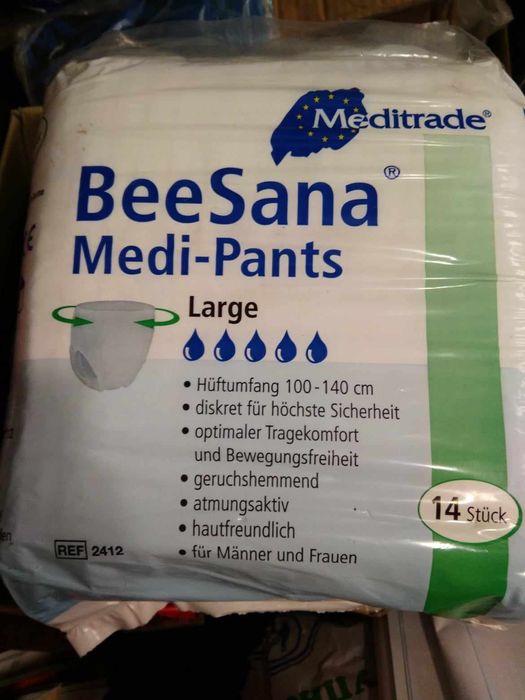 Meditrade®
BeeSana®
Medi-Pants
Large
• Hüftumfang 100-140 cm
• diskret für höchste Sicherheit
• optimaler Tragekomfort
und Bewegungsfreiheit
• geruchshemmend
• atmungsaktiv
• hautfreundlich
• für Männer und Frauen
14 Stück
REF 2412